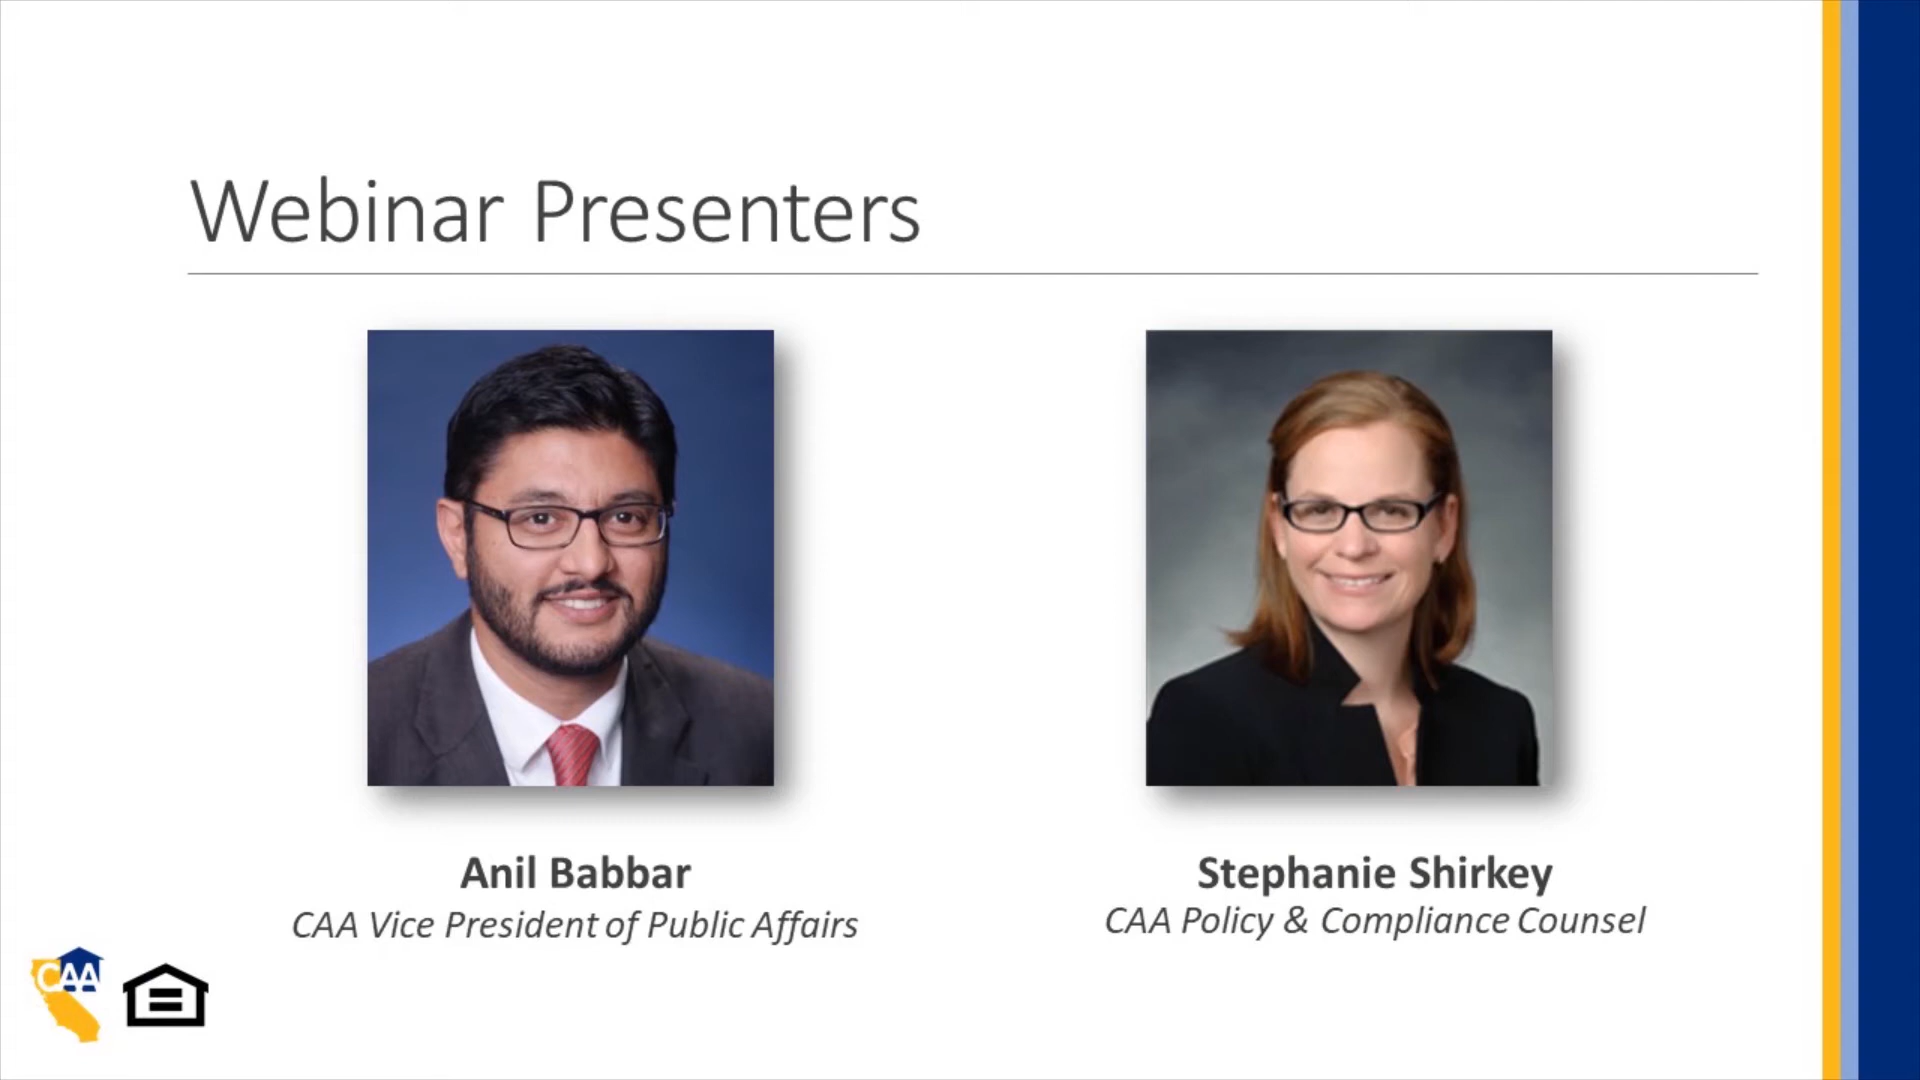 Webinar Presenters
Anil Babbar
CAA Vice President of Public Affairs
Stephanie Shirkey
CAA Policy & Compliance Counsel
CAA